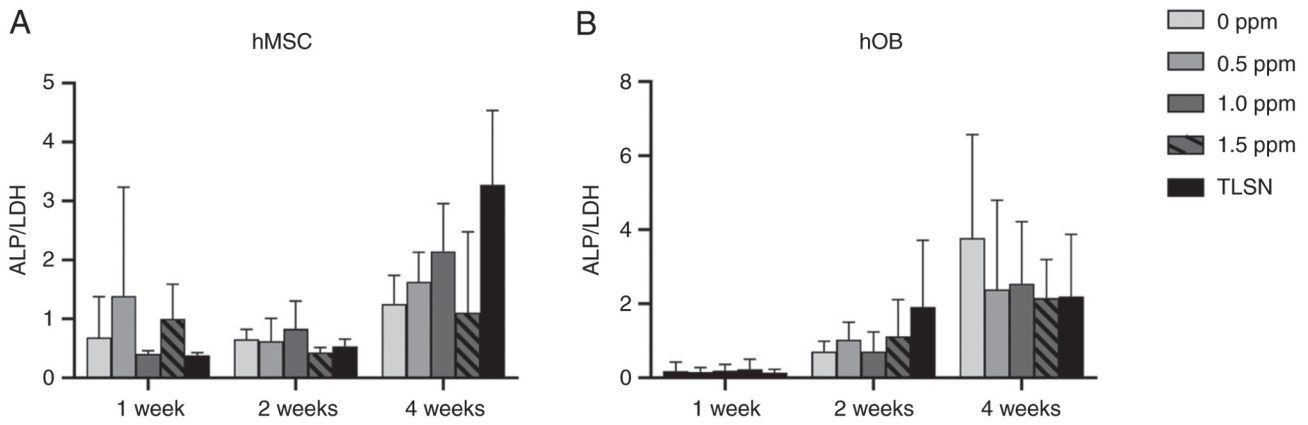 A
hMSC
ALP/LDH
5
4
3
2
1
0
1 week
2 weeks
4 weeks
B
hOB
ALP/LDH
8
6
4
2
0
1 week
2 weeks
4 weeks
0 ppm
0.5 ppm
1.0 ppm
1.5 ppm
TLSN